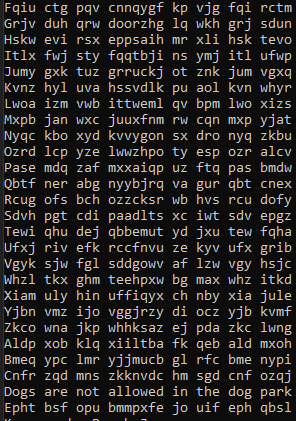 Fqiu ctg pqv cnnqygf kp vjg fqi rctm
Grjv duh qrw doorzhg lq wkh grj sdun
Hskw evi rsx eppsaih mr xli hsk tevo
Itlx fwj sty fqqtbji ns ymj itl ufwp
Jumy gxk tuz grruckj ot znk jum vgxq
Kvnz hyl uva hssvdlk pu aol kvn whyr
Lwoa izm vwb ittweml qv bpm lwo xizs
Mxpb jan wxc juuxfnm rw cqn mxp yjat
Nyqc kbo xyd kvvygon sx dro nyq zkbu
Ozrd lcp yze lwwzhpo ty esp ozr alcv
Pase mdq zaf mxxaiqp uz ftq pas bmdw
Qbtf ner abg nyybjrq va gur qbt cnex
Rcug ofs bch ozzcksr wb hvs rcu dofy
Sdvh pgt cdi paadlts xc iwt sdv epgz
Tewi qhu dej qbbemut yd jxu tew fqha
Ufxj riv efk rccfnvu ze kyv ufx grib
Vgyk sjw fgl sddgowv af lzw vgy hsjc
Whzl tkx ghm teehpxw bg max whz itkd
Xiam uly hin uffiqyx ch nby xia jule
Yjbn vmz ijo vggjrzy di ocz yjb kvmf
Zkco wna jkp whhksaz ej pda zkc lwng
Aldp xob klq xiiltba fk qeb ald mxoh
Bmeq ypc lmr yjjmucb gl rfc bme nypi
Cnfr zqd mns zkknvdc hm sgd cnf ozqj
Dogs are not allowed in the dog park
Epht bsf opu bmmpxfe jo uif eph qbsl